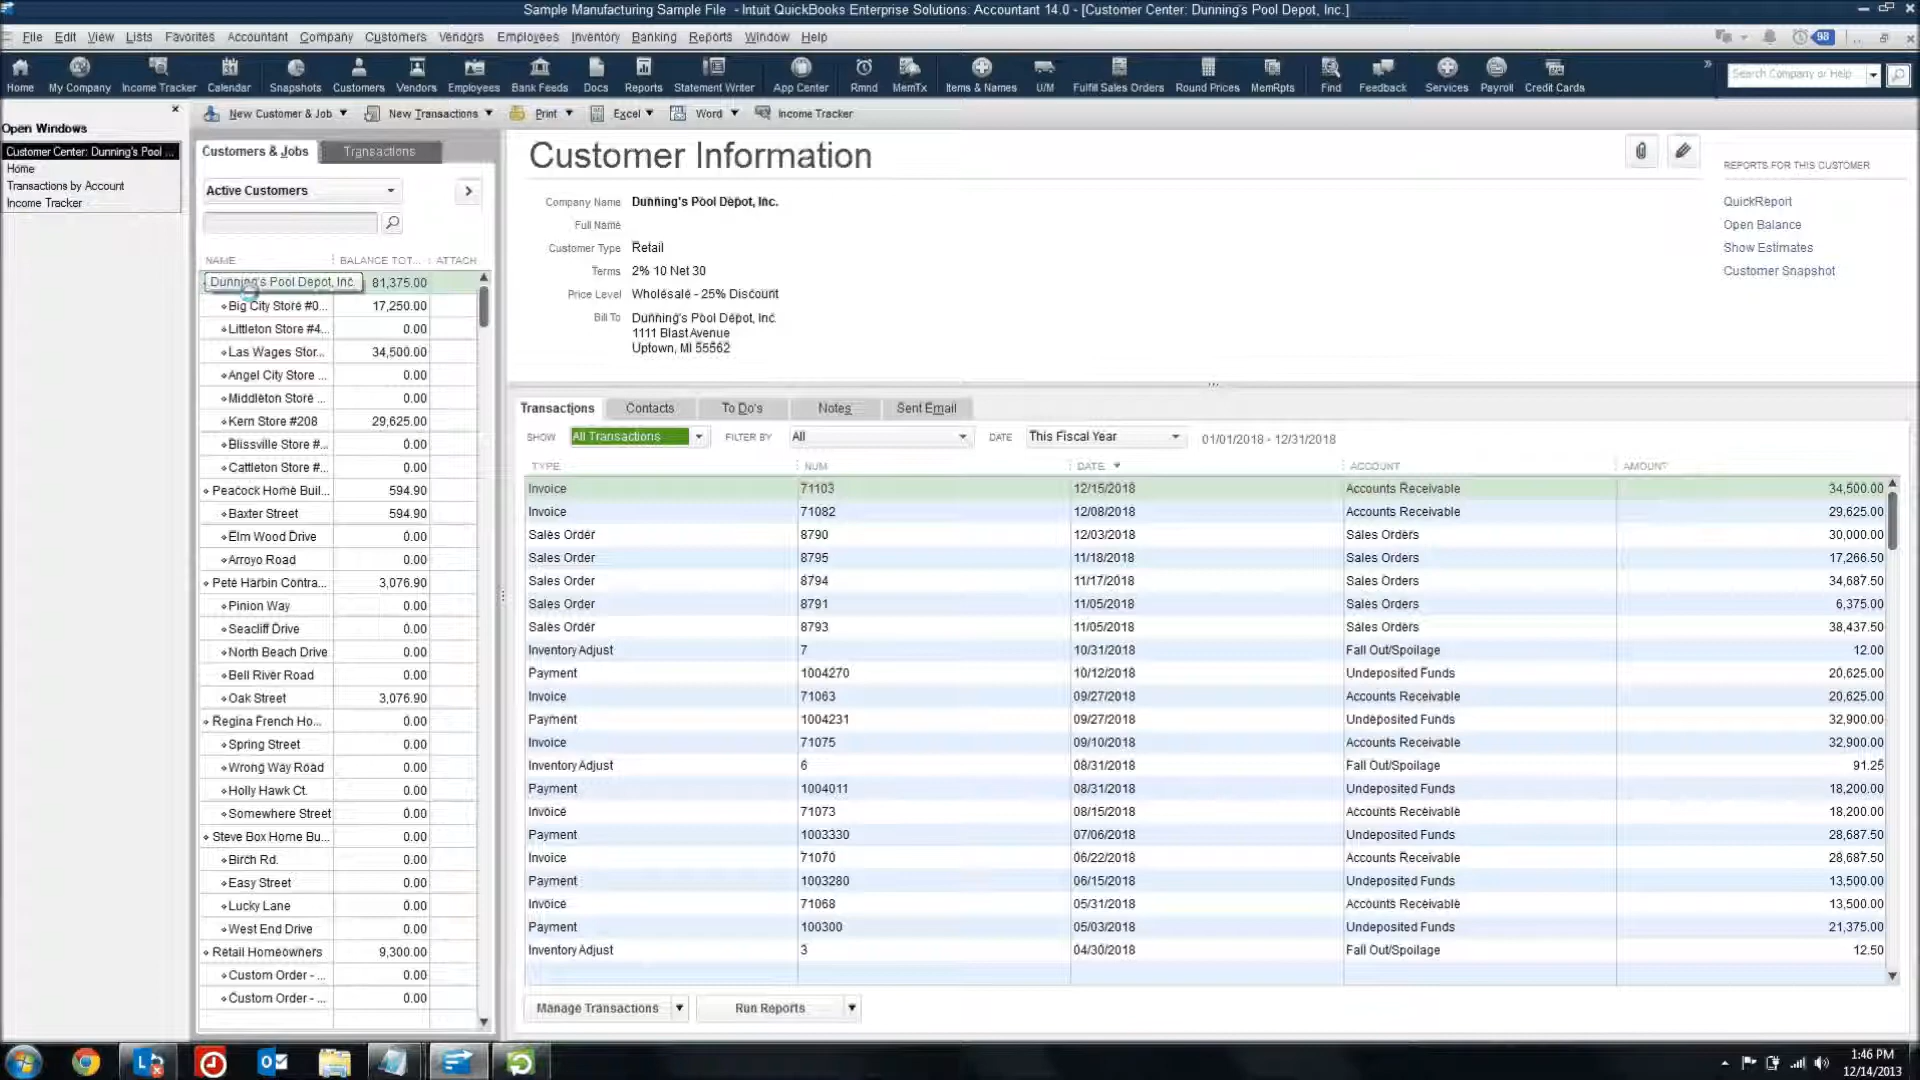 Sample Manufacturing Sample File - Intuit QuickBooks Enterprise Solutions: Accountant 14.0 - [Customer Center: Dunning's Pool Depot, Inc.]
File Edit View Lists Favorites Accountant Company Customers Vendors Employees Inventory Banking Reports Window Help
98
Home My Company Income Tracker Calendar Snapshots Customers Vendors Employees Bank Feeds Docs Reports Statement Writer App Center Rmnd MemTx Items & Names U/M Fulfill Sales Orders Round Prices MemRpts Find Feedback Services Payroll Credit Cards
Search Company or Help
New Customer & Job New Transactions Print Excel Word Income Tracker
Open Windows
Customer Center: Dunning's Pool ...
Home
Transactions by Account
Income Tracker
Customers & Jobs Transactions
Active Customers
NAME BALANCE TOT... ATTACH
Dunning's Pool Depot, Inc. 81,375.00
Big City Store #0... 17,250.00
Littleton Store #4... 0.00
Las Wages Stor... 34,500.00
Angel City Store ... 0.00
Middleton Store ... 0.00
Kern Store #208 29,625.00
Blissville Store #... 0.00
Cattleton Store #... 0.00
Peacock Home Buil... 594.90
Baxter Street 594.90
Elm Wood Drive 0.00
Arroyo Road 0.00
Pete Harbin Contra... 3,076.90
Pinion Way 0.00
Seacliff Drive 0.00
North Beach Drive 0.00
Bell River Road 0.00
Oak Street 3,076.90
Regina French Ho... 0.00
Spring Street 0.00
Wrong Way Road 0.00
Holly Hawk Ct. 0.00
Somewhere Street 0.00
Steve Box Home Bu... 0.00
Birch Rd. 0.00
Easy Street 0.00
Lucky Lane 0.00
West End Drive 0.00
Retail Homeowners 9,300.00
Custom Order - ... 0.00
Custom Order - ... 0.00
Customer Information
Company Name Dunning's Pool Depot, Inc.
Full Name
Customer Type Retail
Terms 2% 10 Net 30
Price Level Wholesale - 25% Discount
Bill To Dunning's Pool Depot, Inc.
1111 Blast Avenue
Uptown, MI 55562
REPORTS FOR THIS CUSTOMER
QuickReport
Open Balance
Show Estimates
Customer Snapshot
Transactions Contacts To Do's Notes Sent Email
SHOW All Transactions FILTER BY All DATE This Fiscal Year 01/01/2018 - 12/31/2018
TYPE NUM DATE ACCOUNT AMOUNT
Invoice 71103 12/15/2018 Accounts Receivable 34,500.00
Invoice 71082 12/08/2018 Accounts Receivable 29,625.00
Sales Order 8790 12/03/2018 Sales Orders 30,000.00
Sales Order 8795 11/18/2018 Sales Orders 17,266.50
Sales Order 8794 11/17/2018 Sales Orders 34,687.50
Sales Order 8791 11/05/2018 Sales Orders 6,375.00
Sales Order 8793 11/05/2018 Sales Orders 38,437.50
Inventory Adjust 7 10/31/2018 Fall Out/Spoilage 12.00
Payment 1004270 10/12/2018 Undeposited Funds 20,625.00
Invoice 71063 09/27/2018 Accounts Receivable 20,625.00
Payment 1004231 09/27/2018 Undeposited Funds 32,900.00
Invoice 71075 09/10/2018 Accounts Receivable 32,900.00
Inventory Adjust 6 08/31/2018 Fall Out/Spoilage 91.25
Payment 1004011 08/31/2018 Undeposited Funds 18,200.00
Invoice 71073 08/15/2018 Accounts Receivable 18,200.00
Payment 1003330 07/06/2018 Undeposited Funds 28,687.50
Invoice 71070 06/22/2018 Accounts Receivable 28,687.50
Payment 1003280 06/15/2018 Undeposited Funds 13,500.00
Invoice 71068 05/31/2018 Accounts Receivable 13,500.00
Payment 100300 05/03/2018 Undeposited Funds 21,375.00
Inventory Adjust 3 04/30/2018 Fall Out/Spoilage 12.50
Manage Transactions Run Reports
1:46 PM
12/14/2013